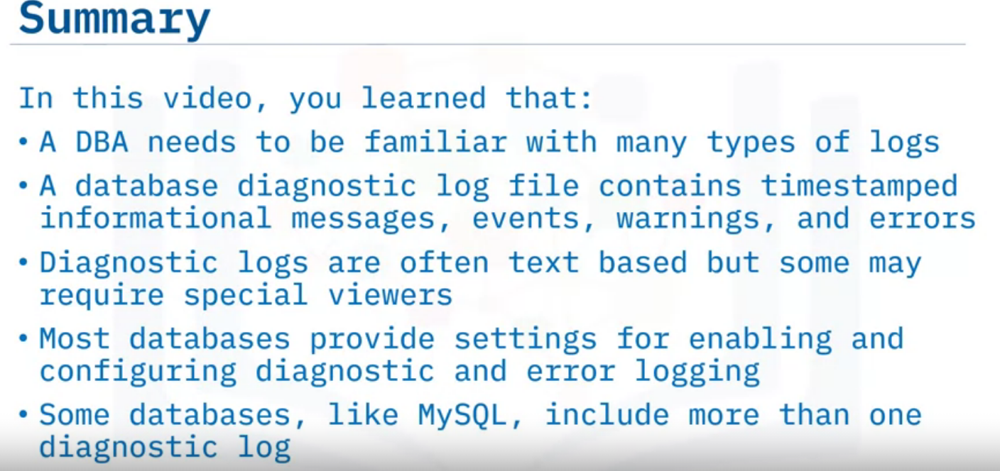 Summary
In this video, you learned that:
• A DBA needs to be familiar with many types of logs
• A database diagnostic log file contains timestamped
informational messages, events, warnings, and errors
• Diagnostic logs are often text based but some may
require special viewers
• Most databases provide settings for enabling and
configuring diagnostic and error logging
• Some databases, like MySQL, include more than one
diagnostic log